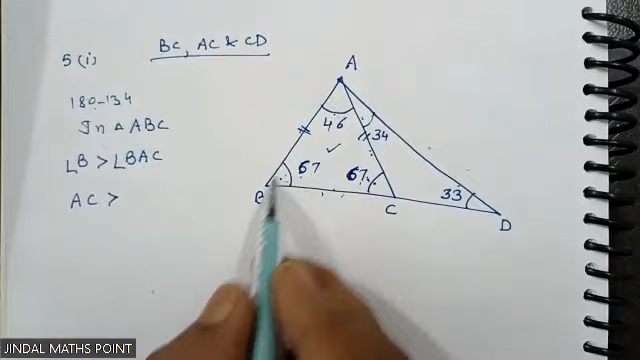 5(i)
BC, AC & CD
180-134
In △ ABC
∠B > ∠BAC
AC >
A
46
34
67
67
33
B
C
D
JINDAL MATHS POINT